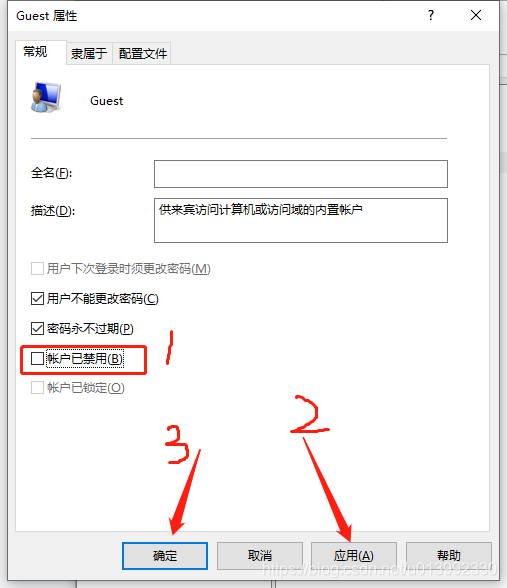 Guest 属性
?
常规 隶属于 配置文件
Guest
全名(F):
描述(D): 供来宾访问计算机或访问域的内置帐户
用户下次登录时须更改密码(M)
用户不能更改密码(C)
密码永不过期(P)
帐户已禁用(B) 1
帐户已锁定(O)
3 2
确定 取消 应用(A) 帮助
https://blog.csdn.net/u013992330